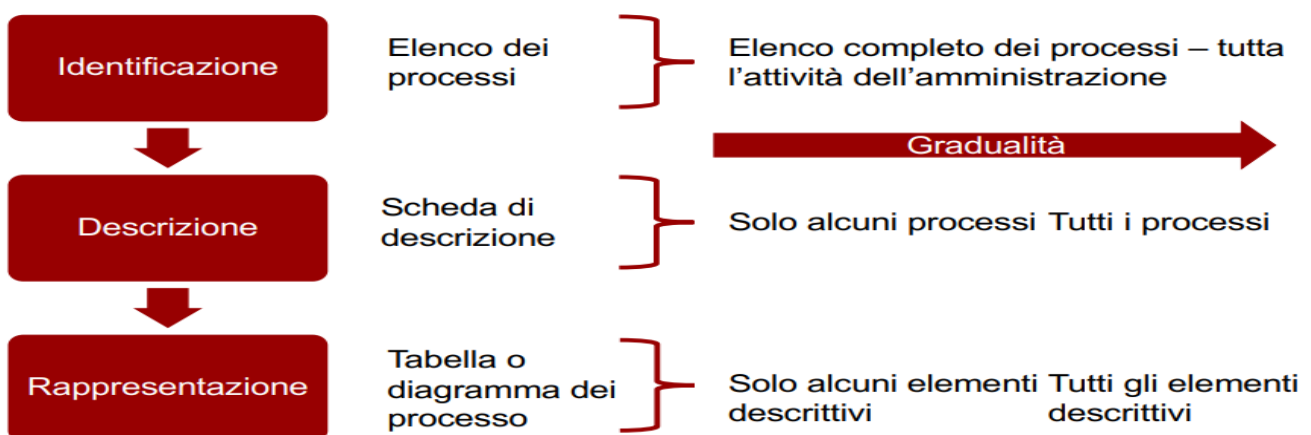 Identificazione
Elenco dei
processi
Elenco completo dei processi – tutta
l'attività dell'amministrazione
Gradualità
Descrizione
Scheda di
descrizione
Solo alcuni processi Tutti i processi
Rappresentazione
Tabella o
diagramma dei
processo
Solo alcuni elementi
descrittivi
Tutti gli elementi
descrittivi